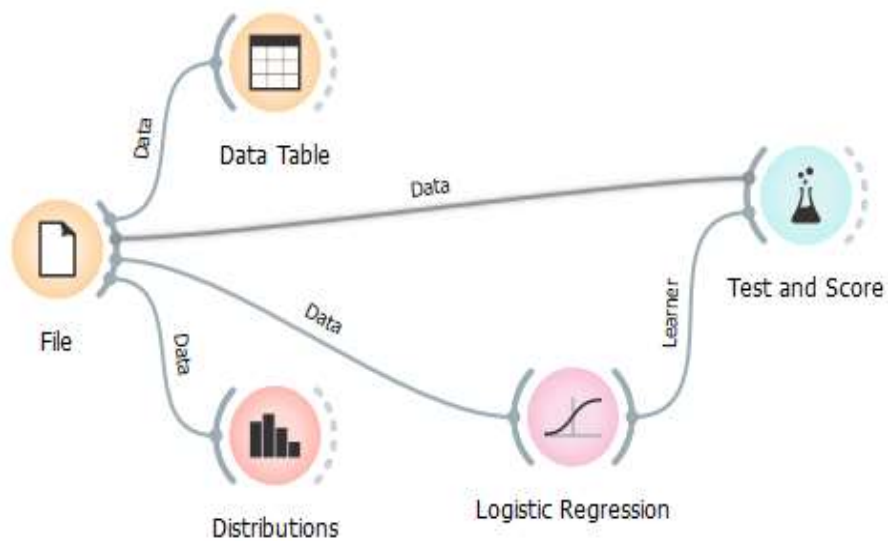 Data
Data Table
Data
Test and Score
File
Data
Learner
Data
Logistic Regression
Distributions